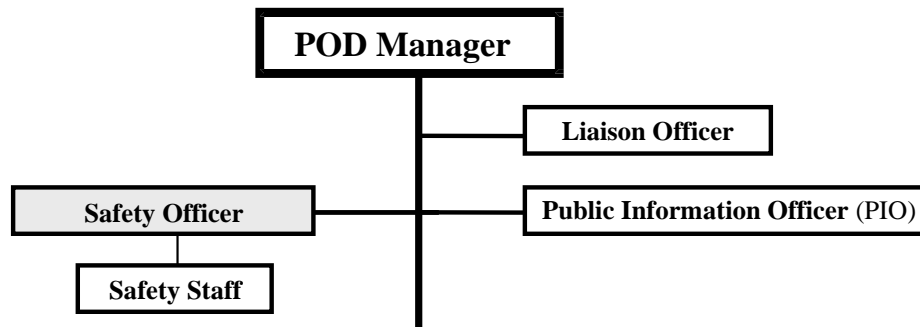 POD Manager
Liaison Officer
Safety Officer
Public Information Officer (PIO)
Safety Staff